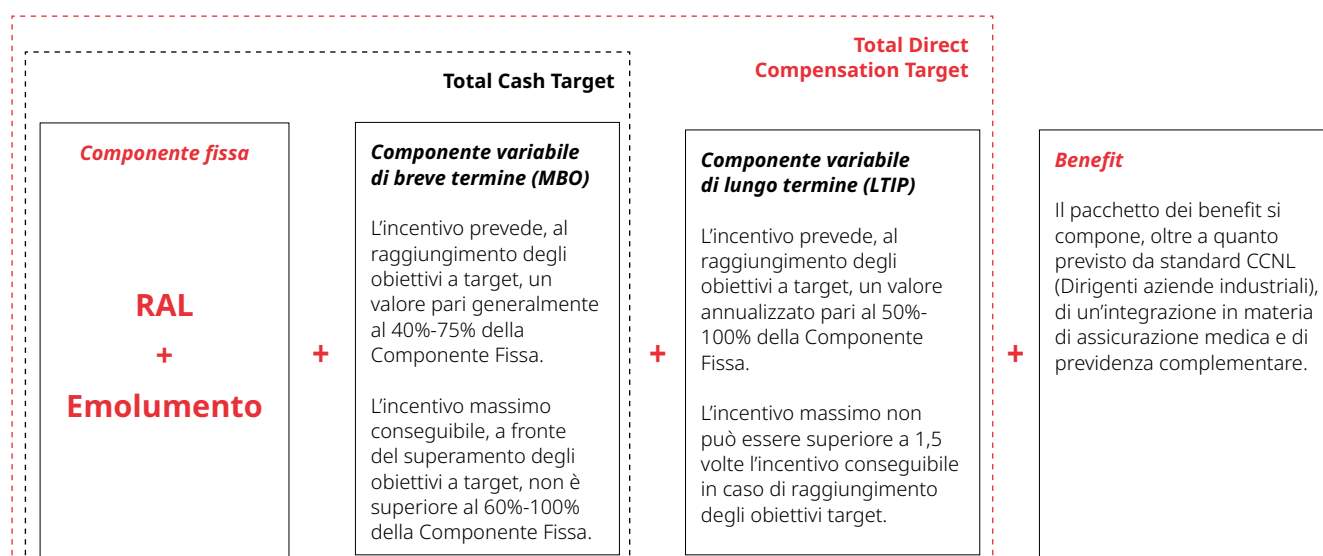 Total Direct
Compensation Target
Total Cash Target
Componente fissa
RAL
+
Emolumento
+
Componente variabile
di breve termine (MBO)
L’incentivo prevede, al
raggiungimento degli
obiettivi a target, un
valore pari generalmente
al 40%-75% della
Componente Fissa.
L’incentivo massimo
conseguibile, a fronte
del superamento degli
obiettivi a target, non è
superiore al 60%-100%
della Componente Fissa.
+
Componente variabile
di lungo termine (LTIP)
L’incentivo prevede, al
raggiungimento degli
obiettivi a target, un valore
annualizzato pari al 50%-
100% della Componente
Fissa.
L’incentivo massimo non
può essere superiore a 1,5
volte l’incentivo conseguibile
in caso di raggiungimento
degli obiettivi target.
+
Benefit
Il pacchetto dei benefit si
compone, oltre a quanto
previsto da standard CCNL
(Dirigenti aziende industriali),
di un’integrazione in materia
di assicurazione medica e di
previdenza complementare.